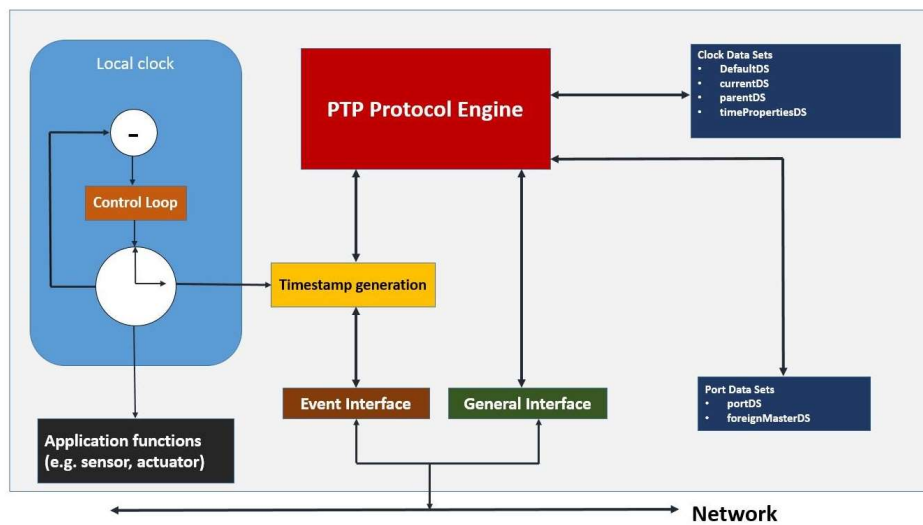 Local clock
-
Control Loop
PTP Protocol Engine
Clock Data Sets
• DefaultDS
• currentDS
• parentDS
• timePropertiesDS
Timestamp generation
Event Interface
General Interface
Port Data Sets
• portDS
• foreignMasterDS
Application functions
(e.g. sensor, actuator)
Network